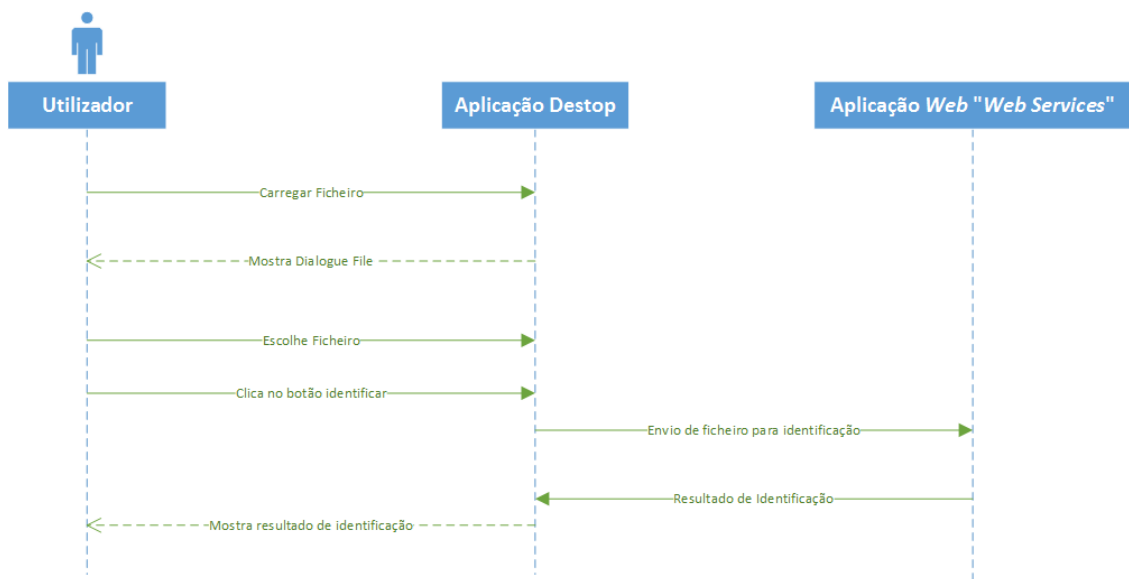 Utilizador
Aplicação Destop
Aplicação Web "Web Services"
Carregar Ficheiro
Mostra Dialogue File
Escolhe Ficheiro
Clica no botão identificar
Envio de ficheiro para identificação
Resultado de Identificação
Mostra resultado de identificação